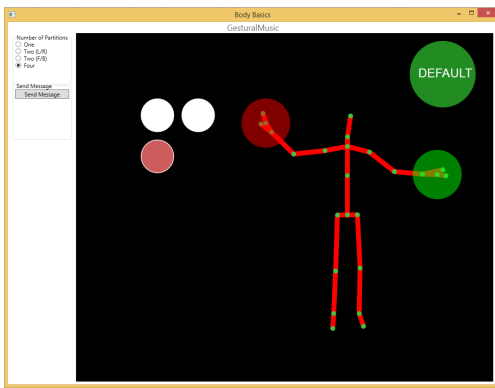 Body Basics
GesturalMusic
Number of Partitions
One
Two (L/R)
Two (F/B)
Four
Send Message
Send Message
DEFAULT